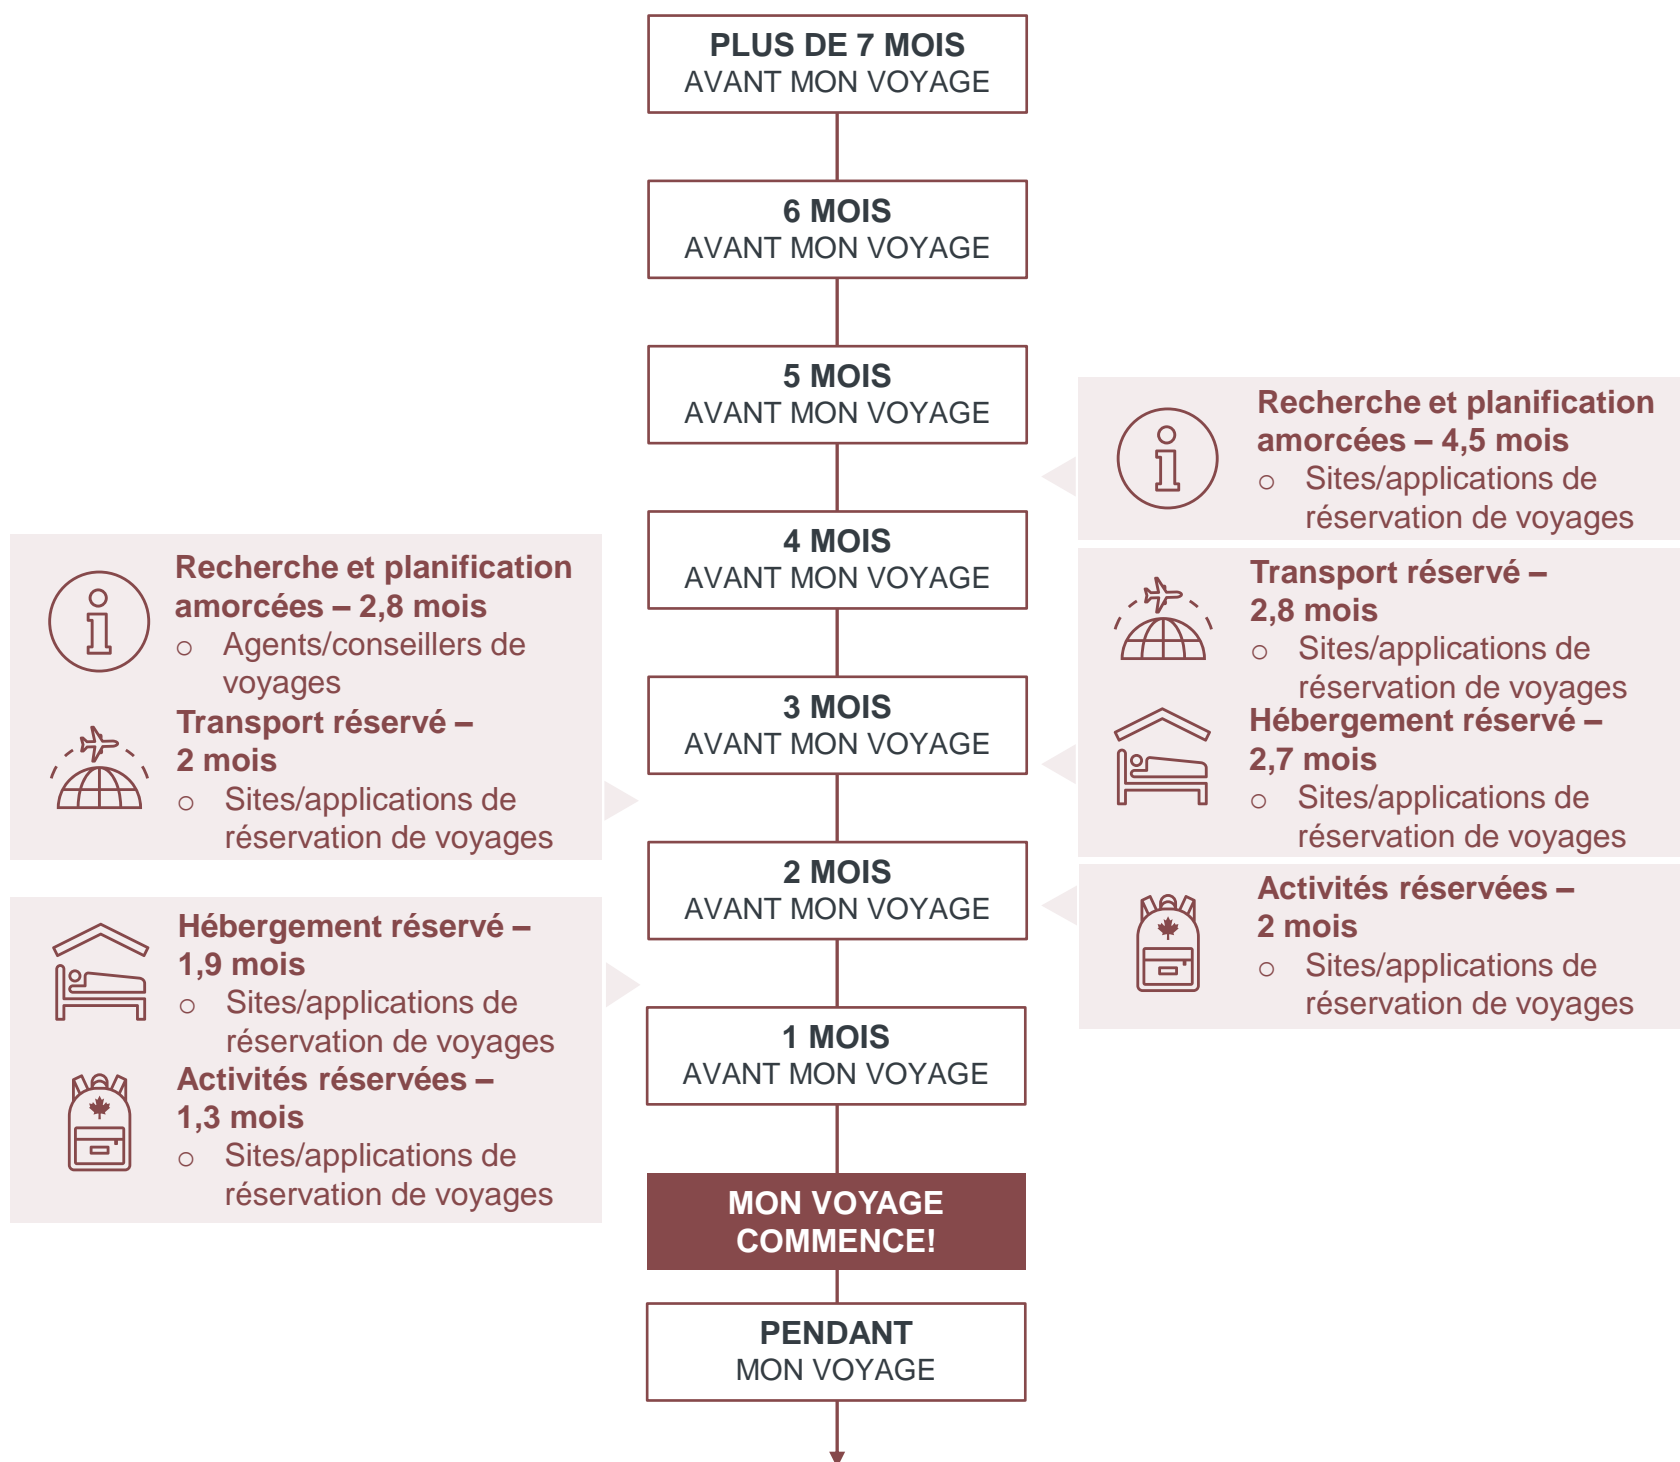 PLUS DE 7 MOIS
AVANT MON VOYAGE
6 MOIS
AVANT MON VOYAGE
5 MOIS
AVANT MON VOYAGE
4 MOIS
AVANT MON VOYAGE
3 MOIS
AVANT MON VOYAGE
2 MOIS
AVANT MON VOYAGE
1 MOIS
AVANT MON VOYAGE
MON VOYAGE
COMMENCE!
PENDANT
MON VOYAGE
Recherche et planification
amorcées – 2,8 mois
○ Agents/conseillers de
voyages
Transport réservé –
2 mois
○ Sites/applications de
réservation de voyages
Hébergement réservé –
1,9 mois
○ Sites/applications de
réservation de voyages
Activités réservées –
1,3 mois
○ Sites/applications de
réservation de voyages
Recherche et planification
amorcées – 4,5 mois
○ Sites/applications de
réservation de voyages
Transport réservé –
2,8 mois
○ Sites/applications de
réservation de voyages
Hébergement réservé –
2,7 mois
○ Sites/applications de
réservation de voyages
Activités réservées –
2 mois
○ Sites/applications de
réservation de voyages